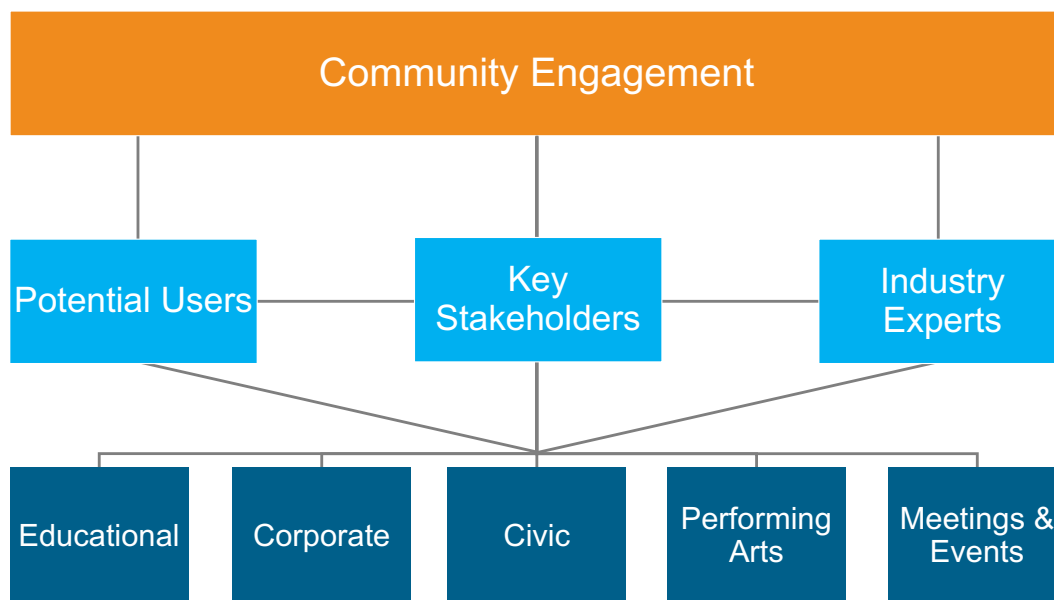 Community Engagement
Potential Users
Key
Stakeholders
Industry
Experts
Educational
Corporate
Civic
Performing
Arts
Meetings &
Events